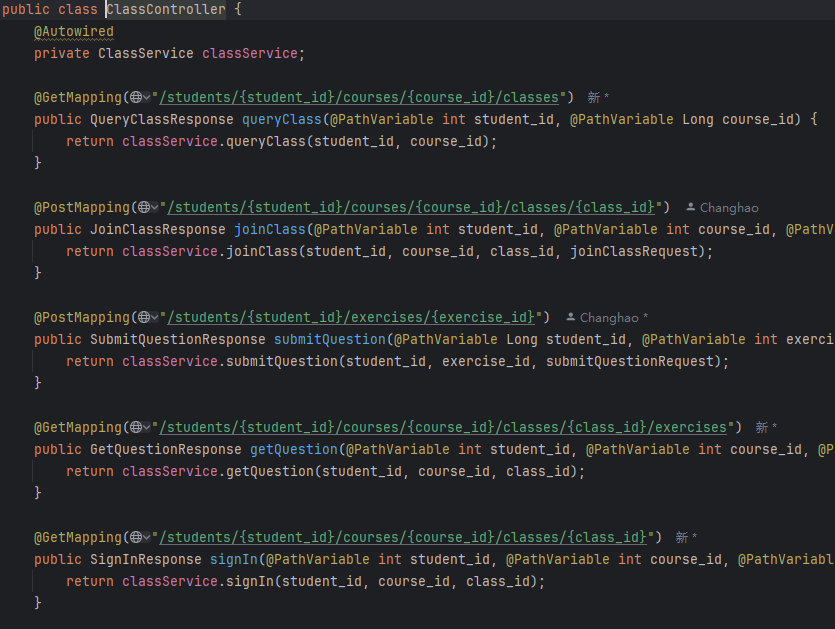 public class ClassController {
@Autowired
private ClassService classService;
@GetMapping("/students/{student_id}/courses/{course_id}/classes") 新 *
public QueryClassResponse queryClass(@PathVariable int student_id, @PathVariable Long course_id) {
return classService.queryClass(student_id, course_id);
}
@PostMapping("/students/{student_id}/courses/{course_id}/classes/{class_id}") Changhao
public JoinClassResponse joinClass(@PathVariable int student_id, @PathVariable int course_id, @PathV
return classService.joinClass(student_id, course_id, class_id, joinClassRequest);
}
@PostMapping("/students/{student_id}/exercises/{exercise_id}") Changhao *
public SubmitQuestionResponse submitQuestion(@PathVariable Long student_id, @PathVariable int exerci
return classService.submitQuestion(student_id, exercise_id, submitQuestionRequest);
}
@GetMapping("/students/{student_id}/courses/{course_id}/classes/{class_id}/exercises") 新 *
public GetQuestionResponse getQuestion(@PathVariable int student_id, @PathVariable int course_id, @P
return classService.getQuestion(student_id, course_id, class_id);
}
@GetMapping("/students/{student_id}/courses/{course_id}/classes/{class_id}") 新 *
public SignInResponse signIn(@PathVariable int student_id, @PathVariable int course_id, @PathVariabl
return classService.signIn(student_id, course_id, class_id);
}